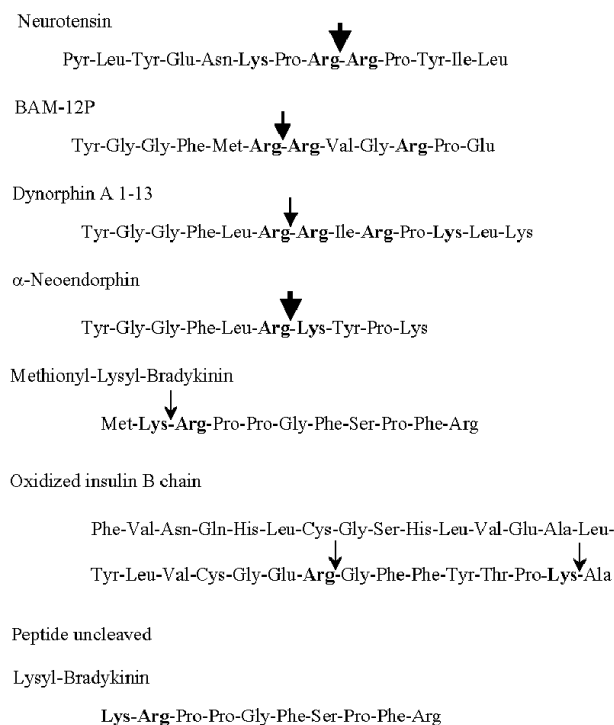 Neurotensin
Pyr-Leu-Tyr-Glu-Asn-Lys-Pro-Arg-Arg-Pro-Tyr-Ile-Leu
BAM-12P
Tyr-Gly-Gly-Phe-Met-Arg-Arg-Val-Gly-Arg-Pro-Glu
Dynorphin A 1-13
Tyr-Gly-Gly-Phe-Leu-Arg-Arg-Ile-Arg-Pro-Lys-Leu-Lys
α-Neoendorphin
Tyr-Gly-Gly-Phe-Leu-Arg-Lys-Tyr-Pro-Lys
Methionyl-Lysyl-Bradykinin
Met-Lys-Arg-Pro-Pro-Gly-Phe-Ser-Pro-Phe-Arg
Oxidized insulin B chain
Phe-Val-Asn-Gln-His-Leu-Cys-Gly-Ser-His-Leu-Val-Glu-Ala-Leu-
Tyr-Leu-Val-Cys-Gly-Glu-Arg-Gly-Phe-Phe-Tyr-Thr-Pro-Lys-Ala
Peptide uncleaved
Lysyl-Bradykinin
Lys-Arg-Pro-Pro-Gly-Phe-Ser-Pro-Phe-Arg